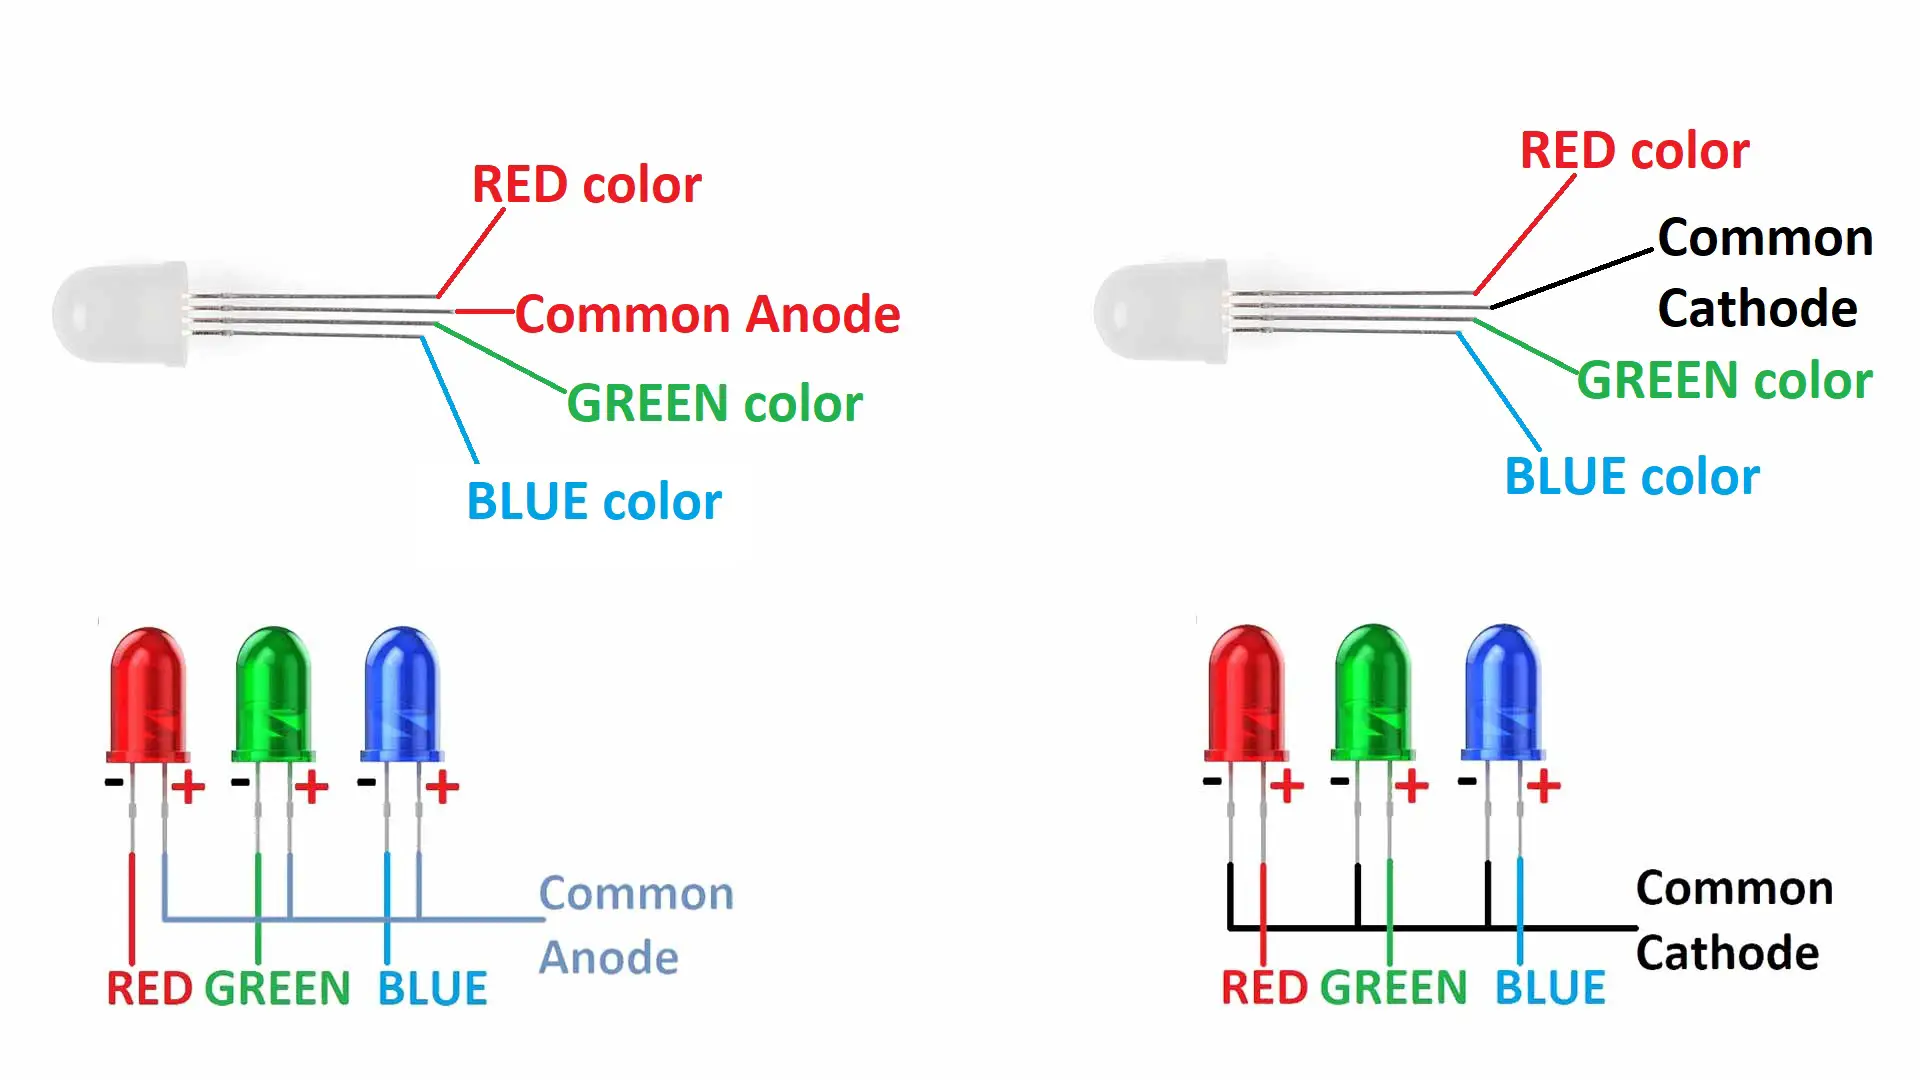 RED color
Common Anode
GREEN color
BLUE color
RED color
Common
Cathode
GREEN color
BLUE color
- + - + - +
Common
Anode
RED GREEN BLUE
- + - + - +
Common
Cathode
RED GREEN BLUE